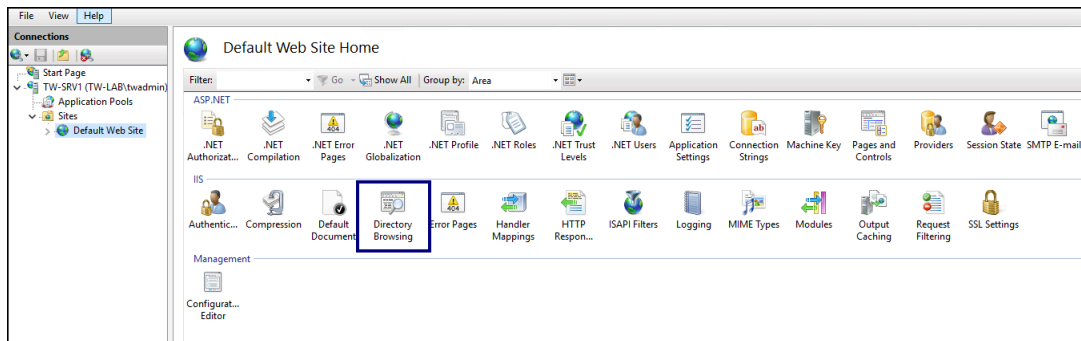 File View Help
Connections
Start Page
TW-SRV1 (TW-LAB\twadmin)
Application Pools
Sites
Default Web Site
Default Web Site Home
Filter: Go Show All Group by: Area
ASP.NET
.NET Authorizat...
.NET Compilation
.NET Error Pages
.NET Globalization
.NET Profile
.NET Roles
.NET Trust Levels
.NET Users
Application Settings
Connection Strings
Machine Key
Pages and Controls
Providers
Session State
SMTP E-mail
IIS
Authentic...
Compression
Default Document
Directory Browsing
Error Pages
Handler Mappings
HTTP Respon...
ISAPI Filters
Logging
MIME Types
Modules
Output Caching
Request Filtering
SSL Settings
Management
Configurat... Editor